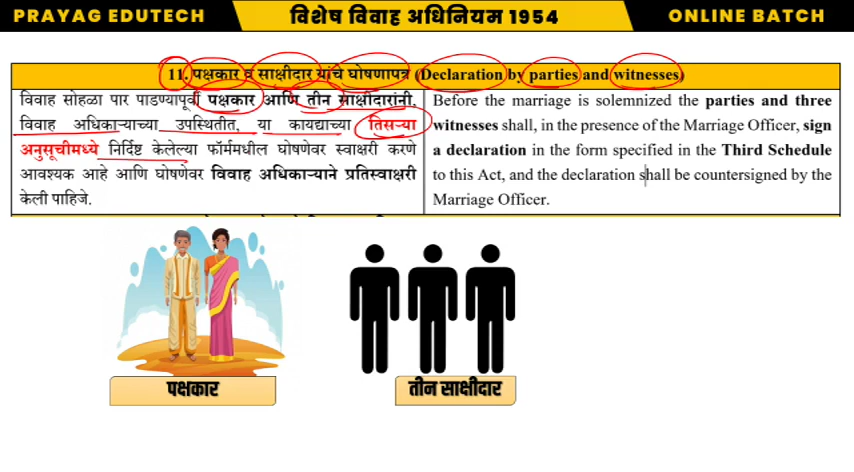 PRAYAG EDUTECH
विशेष विवाह अधिनियम 1954
ONLINE BATCH
11. पक्षकार व साक्षीदार यांचे घोषणापत्र (Declaration by parties and witnesses)
विवाह सोहळा पार पाडण्यापूर्वी पक्षकार आणि तीन साक्षीदारांनी,
विवाह अधिकाऱ्याच्या उपस्थितीत, या कायद्याच्या तिसऱ्या
अनुसूचीमध्ये निर्दिष्ट केलेल्या फॉर्ममधील घोषणेवर स्वाक्षरी करणे
आवश्यक आहे आणि घोषणेवर विवाह अधिकाऱ्याने प्रतिस्वाक्षरी
केली पाहिजे.
Before the marriage is solemnized the parties and three
witnesses shall, in the presence of the Marriage Officer, sign
a declaration in the form specified in the Third Schedule
to this Act, and the declaration shall be countersigned by the
Marriage Officer.
पक्षकार
तीन साक्षीदार